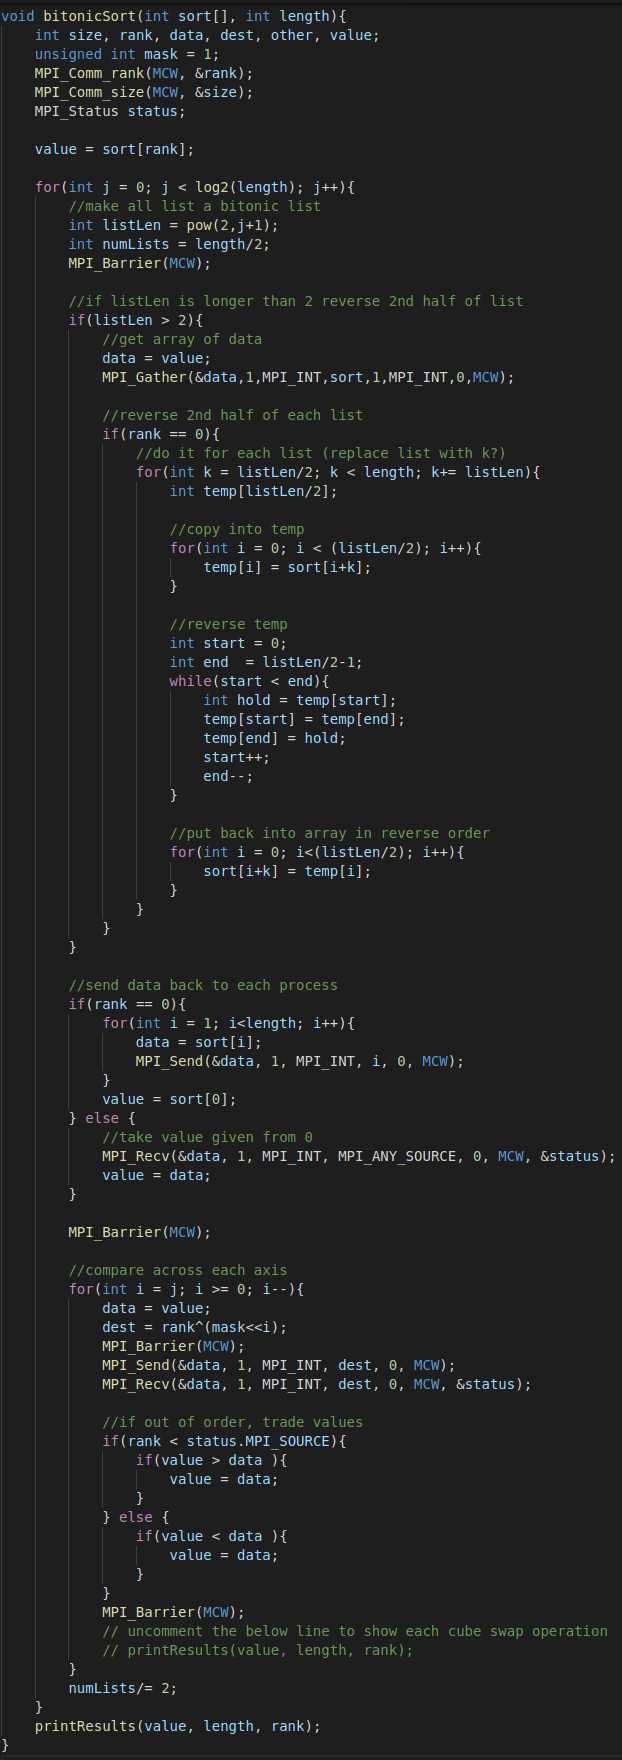 void bitonicSort(int sort[], int length){
    int size, rank, data, dest, other, value;
    unsigned int mask = 1;
    MPI_Comm_rank(MCW, &rank);
    MPI_Comm_size(MCW, &size);
    MPI_Status status;

    value = sort[rank];

    for(int j = 0; j < log2(length); j++){
        //make all list a bitonic list
        int listLen = pow(2,j+1);
        int numLists = length/2;
        MPI_Barrier(MCW);

        //if listLen is longer than 2 reverse 2nd half of list
        if(listLen > 2){
            //get array of data
            data = value;
            MPI_Gather(&data,1,MPI_INT,sort,1,MPI_INT,0,MCW);

            //reverse 2nd half of each list
            if(rank == 0){
                //do it for each list (replace list with k?)
                for(int k = listLen/2; k < length; k+= listLen){
                    int temp[listLen/2];

                    //copy into temp
                    for(int i = 0; i < (listLen/2); i++){
                        temp[i] = sort[i+k];
                    }

                    //reverse temp
                    int start = 0;
                    int end  = listLen/2-1;
                    while(start < end){
                        int hold = temp[start];
                        temp[start] = temp[end];
                        temp[end] = hold;
                        start++;
                        end--;
                    }

                    //put back into array in reverse order
                    for(int i = 0; i<(listLen/2); i++){
                        sort[i+k] = temp[i];
                    }
                }
            }
        }

        //send data back to each process
        if(rank == 0){
            for(int i = 1; i<length; i++){
                data = sort[i];
                MPI_Send(&data, 1, MPI_INT, i, 0, MCW);
            }
            value = sort[0];
        } else {
            //take value given from 0
            MPI_Recv(&data, 1, MPI_INT, MPI_ANY_SOURCE, 0, MCW, &status);
            value = data;
        }

        MPI_Barrier(MCW);

        //compare across each axis
        for(int i = j; i >= 0; i--){
            data = value;
            dest = rank^(mask<<i);
            MPI_Barrier(MCW);
            MPI_Send(&data, 1, MPI_INT, dest, 0, MCW);
            MPI_Recv(&data, 1, MPI_INT, dest, 0, MCW, &status);

            //if out of order, trade values
            if(rank < status.MPI_SOURCE){
                if(value > data ){
                    value = data;
                }
            } else {
                if(value < data ){
                    value = data;
                }
            }
            MPI_Barrier(MCW);
            // uncomment the below line to show each cube swap operation
            // printResults(value, length, rank);
        }
        numLists/= 2;
    }
    printResults(value, length, rank);
}